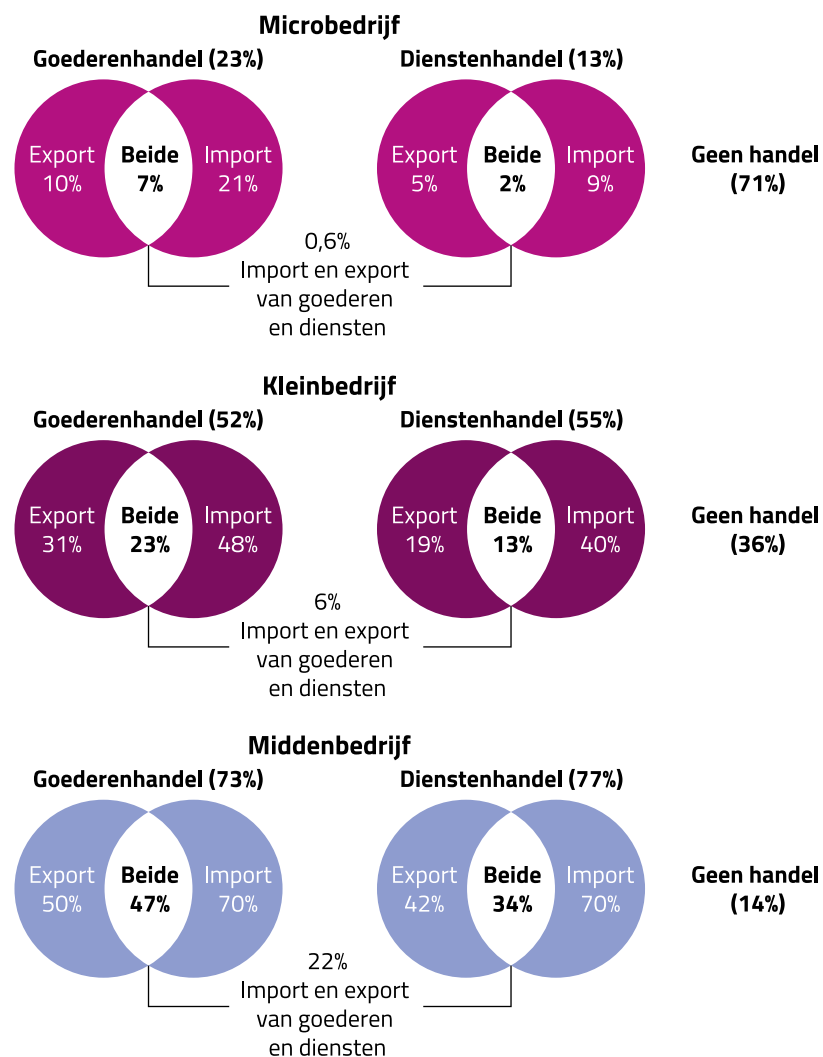 Microbedrijf
Goederenhandel (23%)
Dienstenhandel (13%)
Export
10%
Beide
7%
Import
21%
Export
5%
Beide
2%
Import
9%
Geen handel
(71%)
0,6%
Import en export
van goederen
en diensten
Kleinbedrijf
Goederenhandel (52%)
Dienstenhandel (55%)
Export
31%
Beide
23%
Import
48%
Export
19%
Beide
13%
Import
40%
Geen handel
(36%)
6%
Import en export
van goederen
en diensten
Middenbedrijf
Goederenhandel (73%)
Dienstenhandel (77%)
Export
50%
Beide
47%
Import
70%
Export
42%
Beide
34%
Import
70%
Geen handel
(14%)
22%
Import en export
van goederen
en diensten